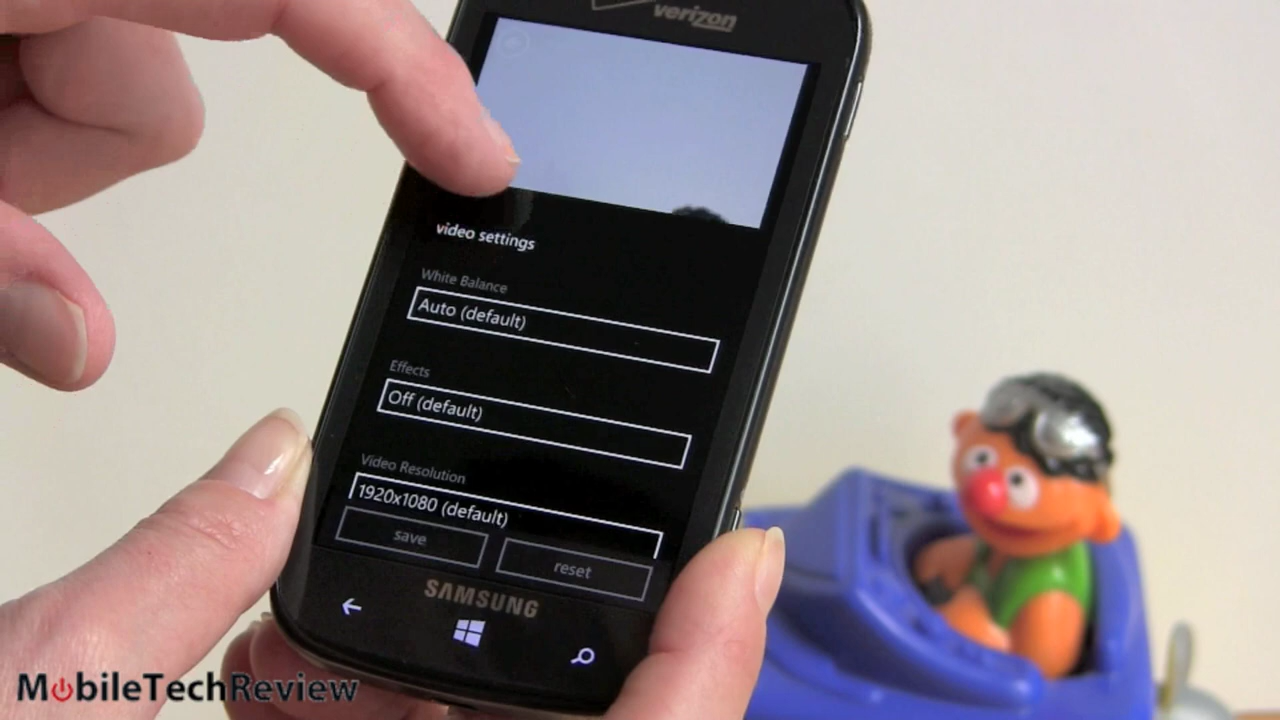 verizon
video settings
White Balance
Auto (default)
Effects
Off (default)
Video Resolution
1920x1080 (default)
save
reset
SAMSUNG
MobileTechReview